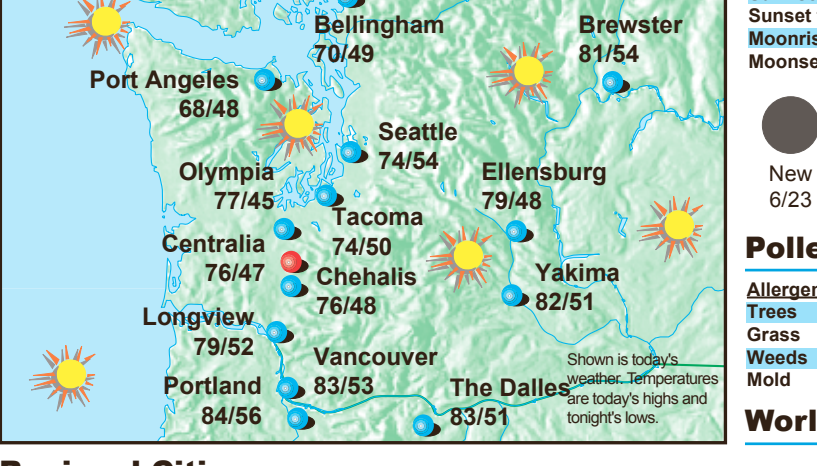 Bellingham
70/49
Brewster
81/54
Port Angeles
68/48
Seattle
74/54
Olympia
77/45
Ellensburg
79/48
Tacoma
74/50
Centralia
76/47
Chehalis
76/48
Yakima
82/51
Longview
79/52
Vancouver
83/53
Portland
84/56
The Dalles
83/51
Shown is today's
weather. Temperatures
are today's highs and
tonight's lows.
Sunset
Moonris
Moonse
New
6/23
Polle
Allergen
Trees
Grass
Weeds
Mold
Worl